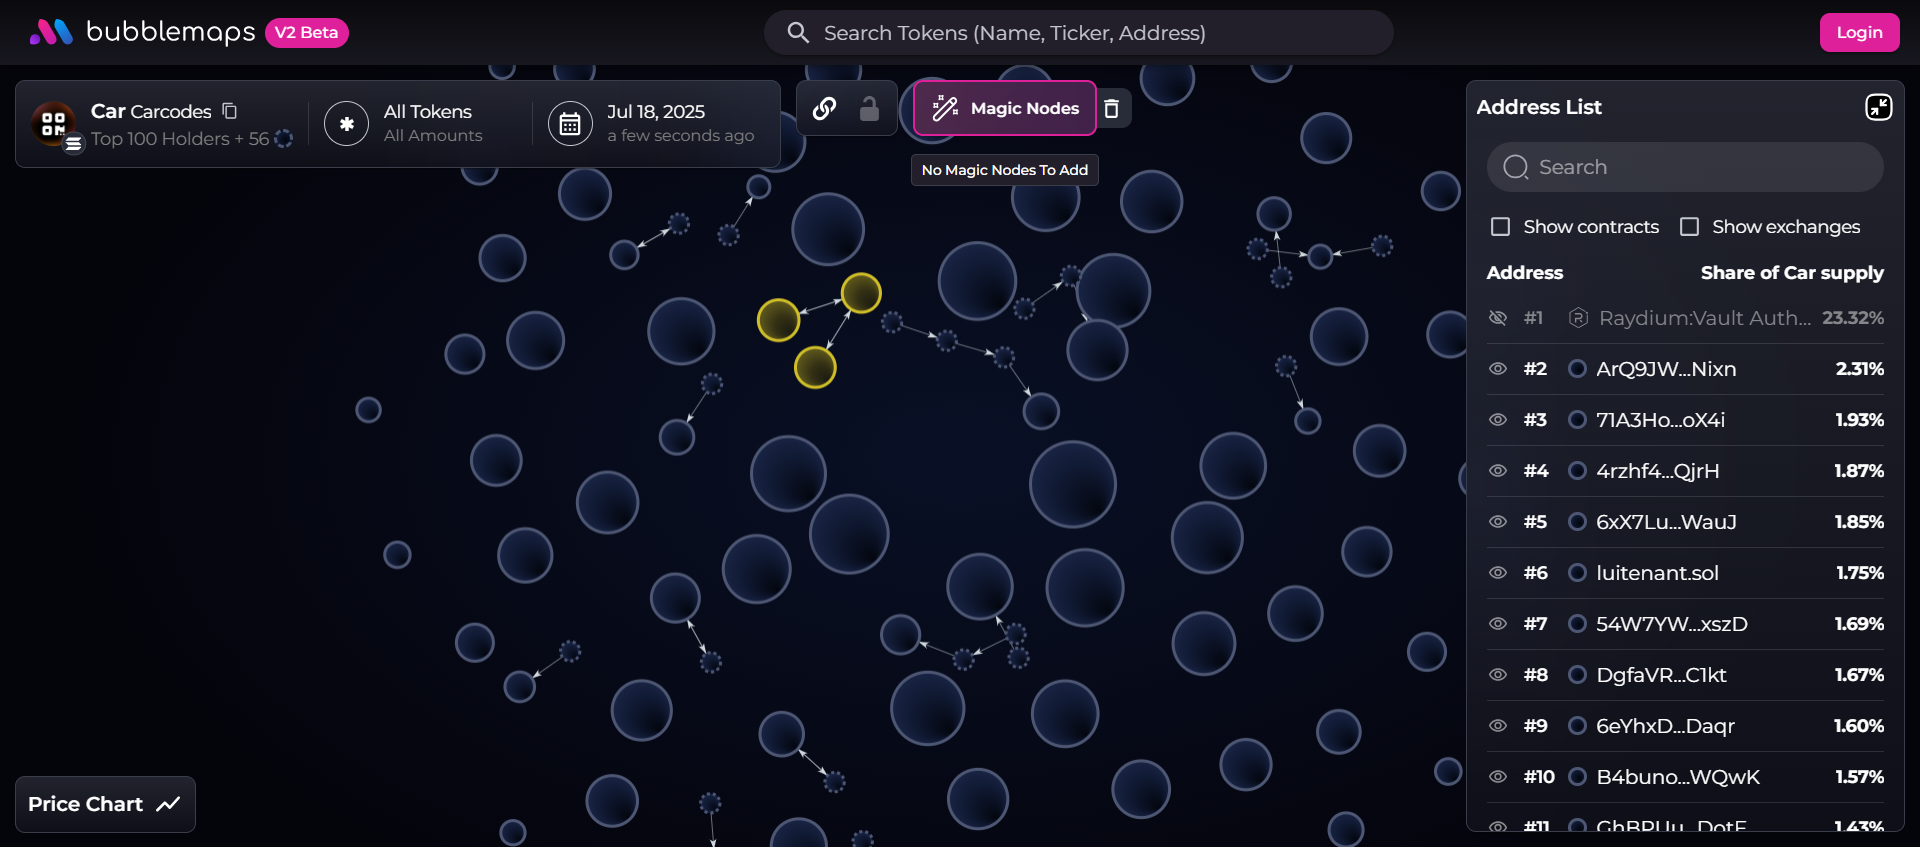 bubblemaps V2 Beta
Search Tokens (Name, Ticker, Address)
Login
Car Carcodes
Top 100 Holders + 56
All Tokens
All Amounts
Jul 18, 2025
a few seconds ago
Magic Nodes
No Magic Nodes To Add
Address List
Search
Show contracts Show exchanges
Address Share of Car supply
#1 Raydium:Vault Auth... 23.32%
#2 ArQ9JW...Nixn 2.31%
#3 71A3Ho...oX4i 1.93%
#4 4rzhf4...QjrH 1.87%
#5 6xX7Lu...WauJ 1.85%
#6 luitenant.sol 1.75%
#7 54W7YW...xszD 1.69%
#8 DgfaVR...C1kt 1.67%
#9 6eYhxD...Daqr 1.60%
#10 B4buno...WQwK 1.57%
#11 1.43%
Price Chart